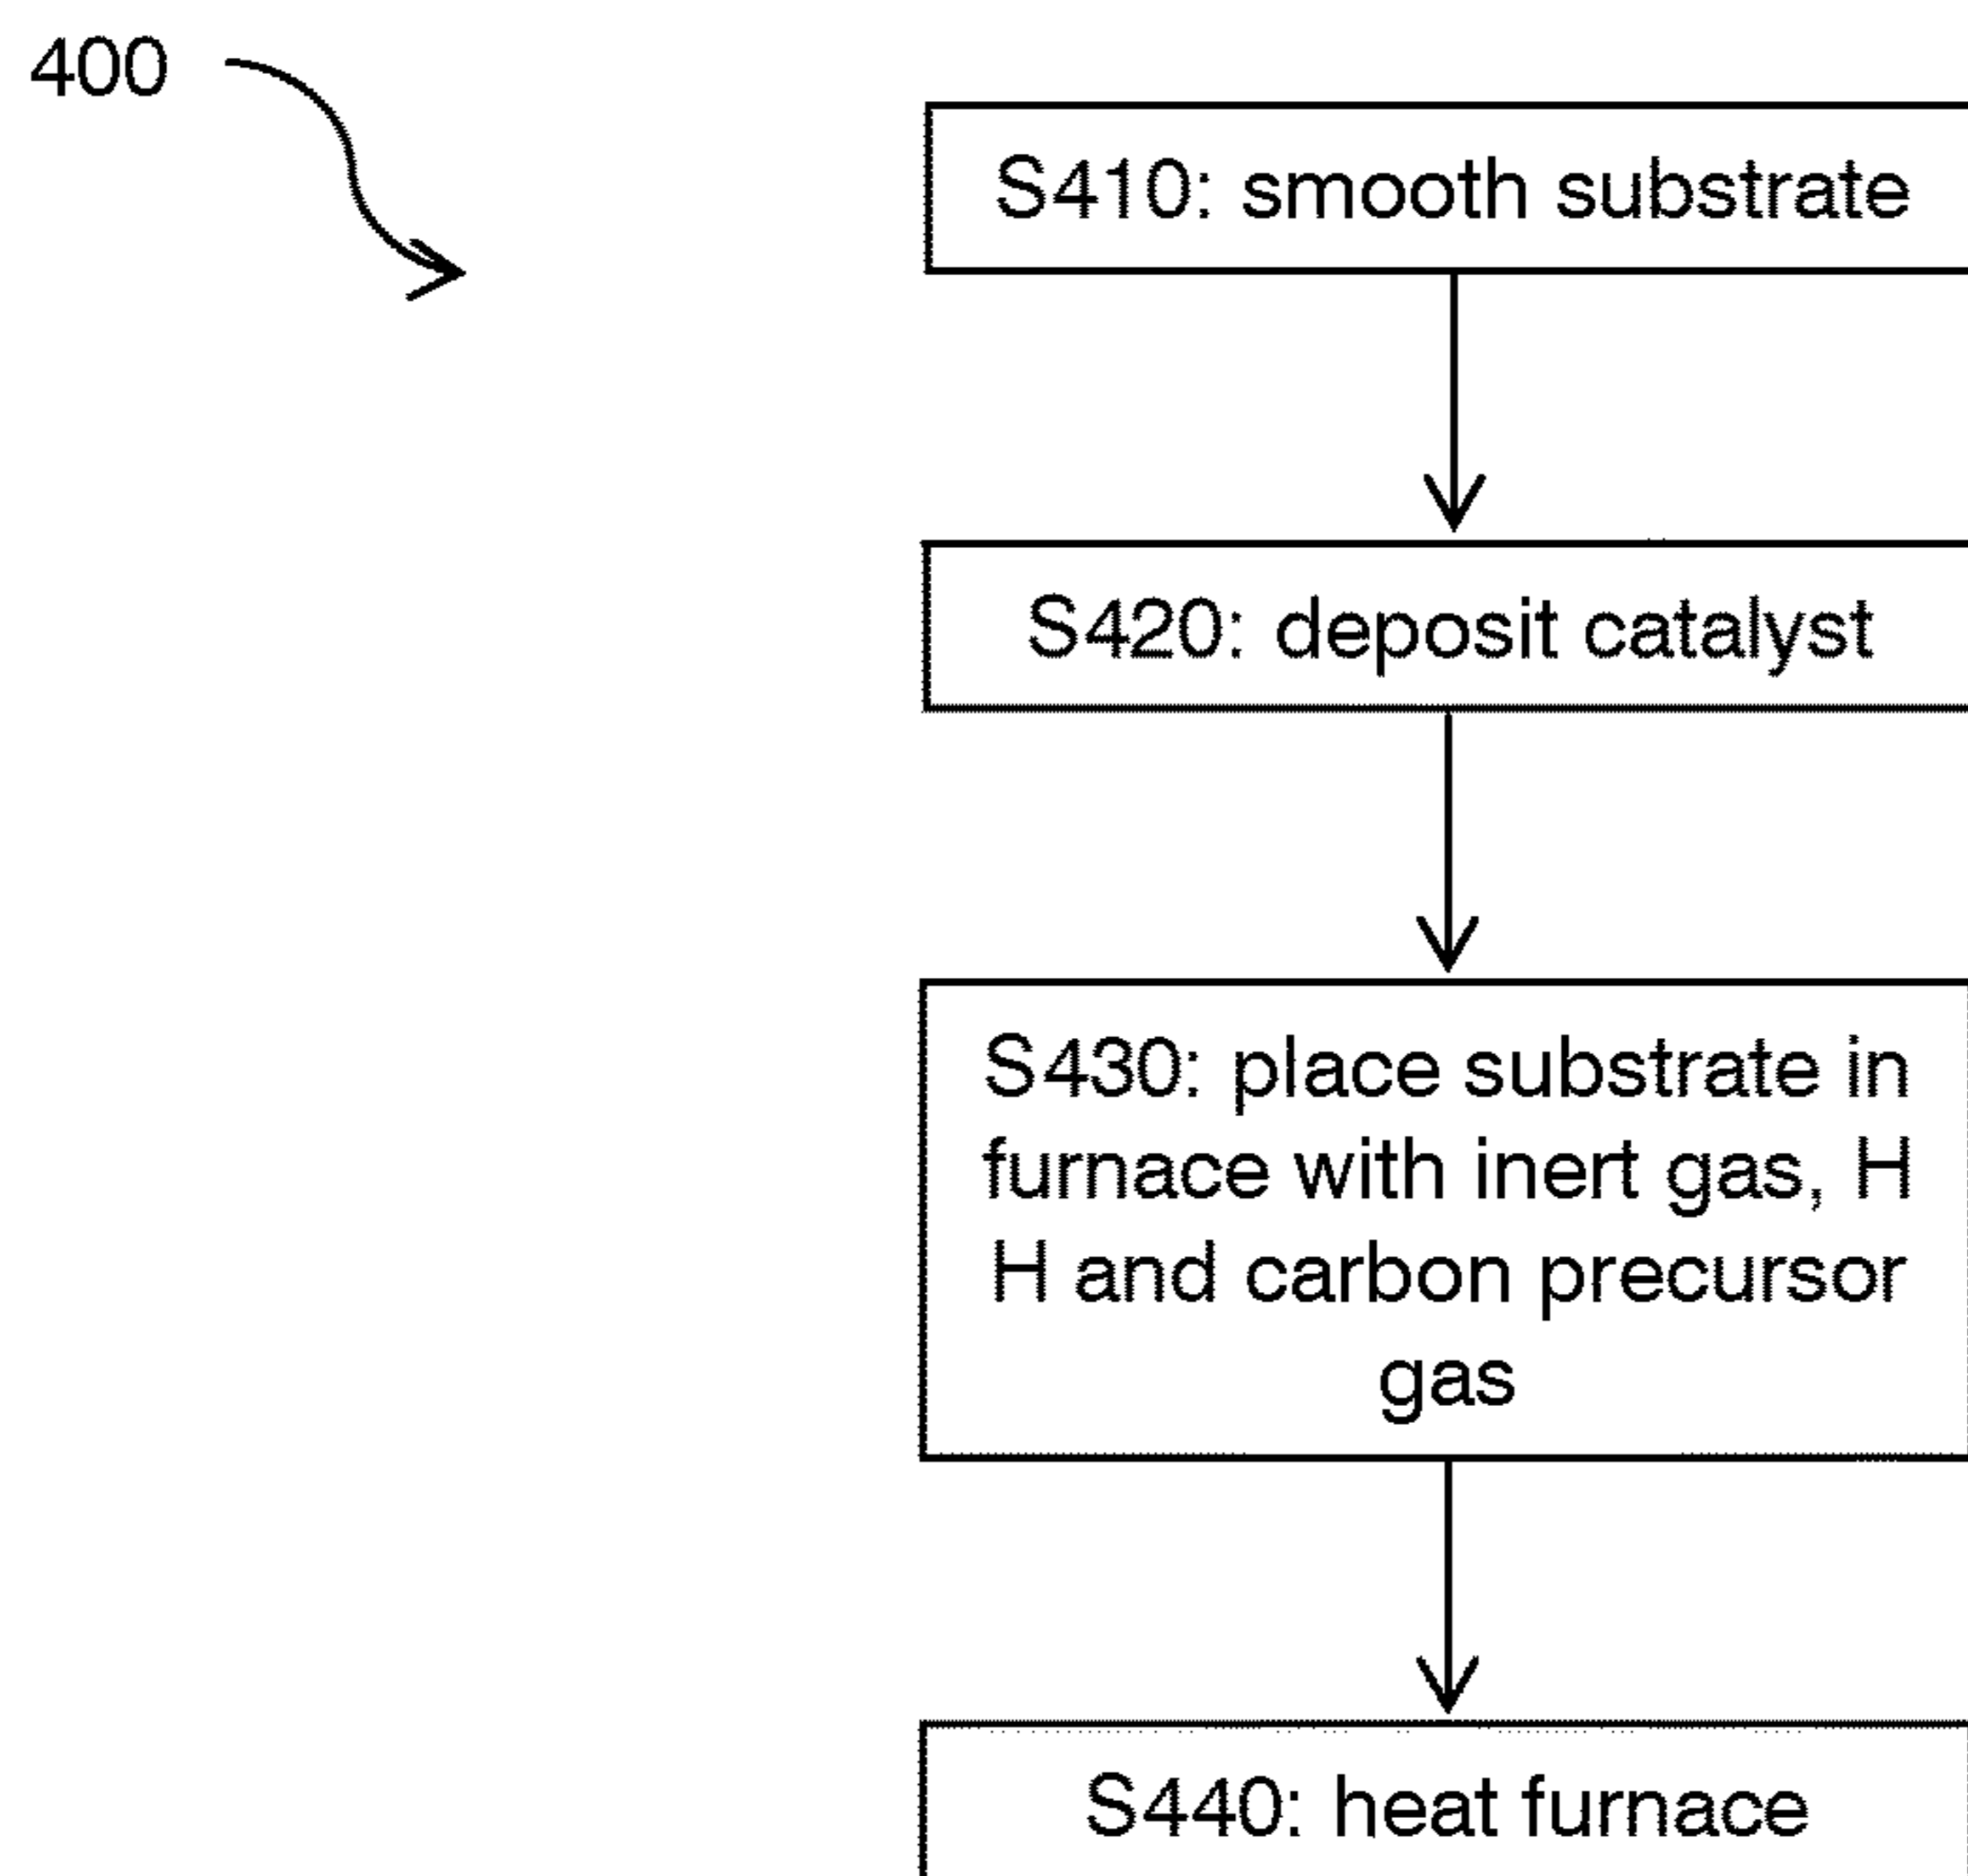 400
S410: smooth substrate
S420: deposit catalyst
S430: place substrate in
furnace with inert gas, H
H and carbon precursor
gas
S440: heat furnace